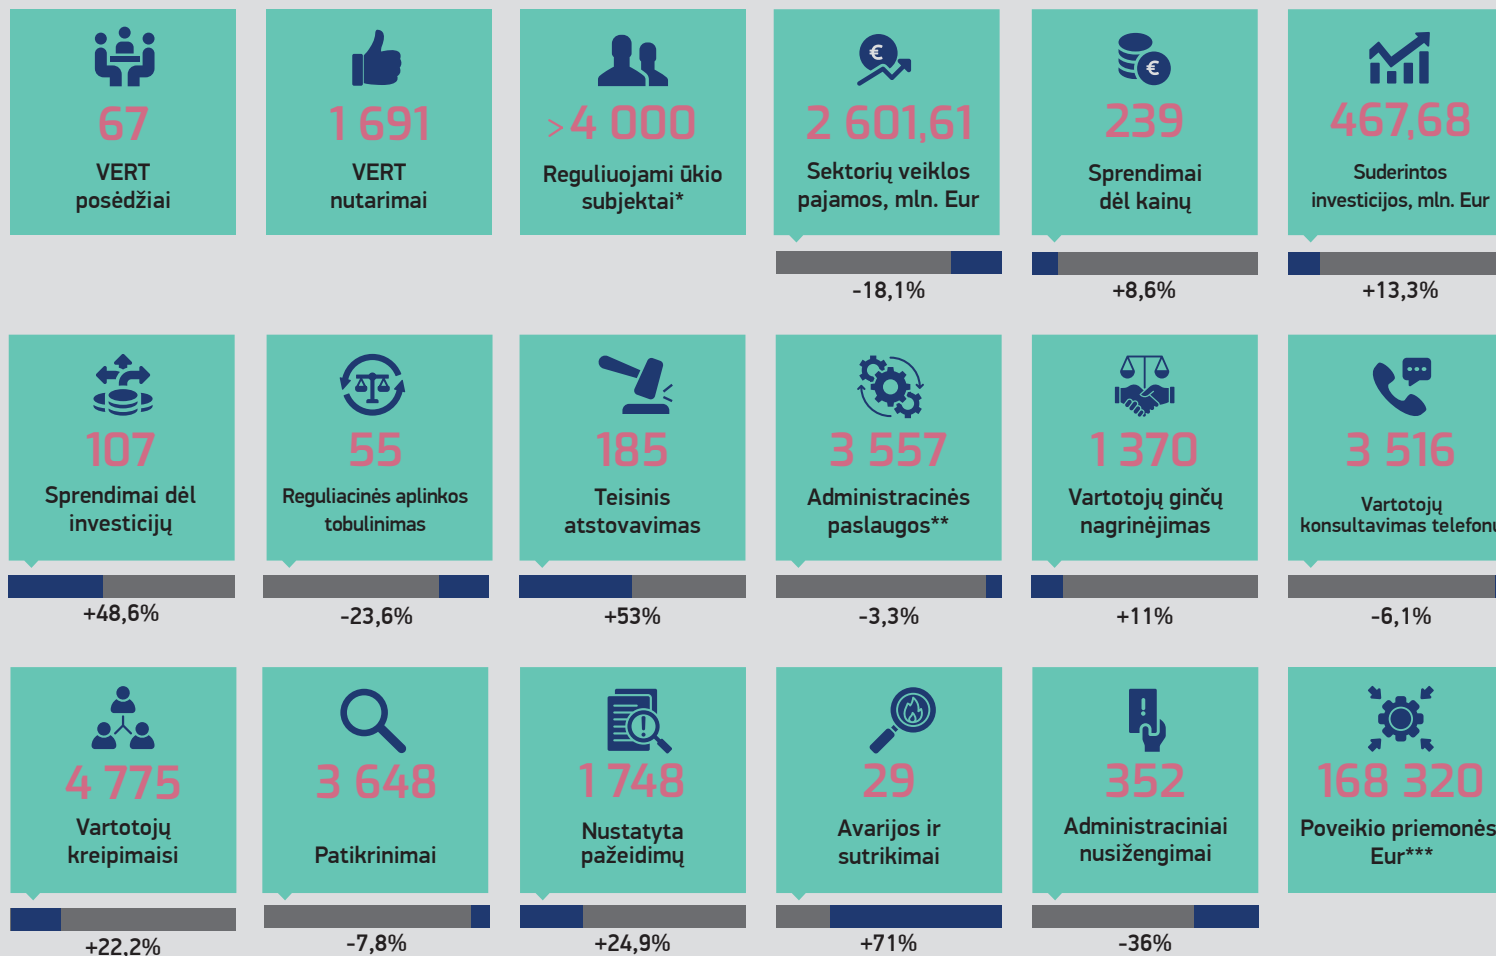 67
VERT
posėdžiai
1 691
VERT
nutarimai
>4 000
Reguliuojami ūkio
subjektai*
€
2 601,61
Sektorių veiklos
pajamos, mln. Eur
-18,1%
€
239
Sprendimai
dėl kainų
+8,6%
467,68
Suderintos
investicijos, mln. Eur
+13,3%
107
Sprendimai dėl
investicijų
+48,6%
55
Reguliacinės aplinkos
tobulinimas
-23,6%
185
Teisinis
atstovavimas
+53%
3 557
Administracinės
paslaugos**
-3,3%
1 370
Vartotojų ginčų
nagrinėjimas
+11%
3 516
Vartotojų
konsultavimas telefonu
-6,1%
4 775
Vartotojų
kreipimaisi
+22,2%
3 648
Patikrinimai
-7,8%
1 748
Nustatyta
pažeidimų
+24,9%
29
Avarijos ir
sutrikimai
+71%
352
Administraciniai
nusižengimai
-36%
168 320
Poveikio priemonės
Eur***